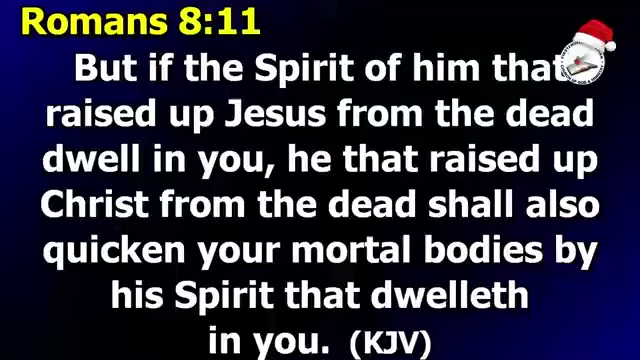 Romans 8:11
But if the Spirit of him that
raised up Jesus from the dead
dwell in you, he that raised up
Christ from the dead shall also
quicken your mortal bodies by
his Spirit that dwelleth
in you. (KJV)